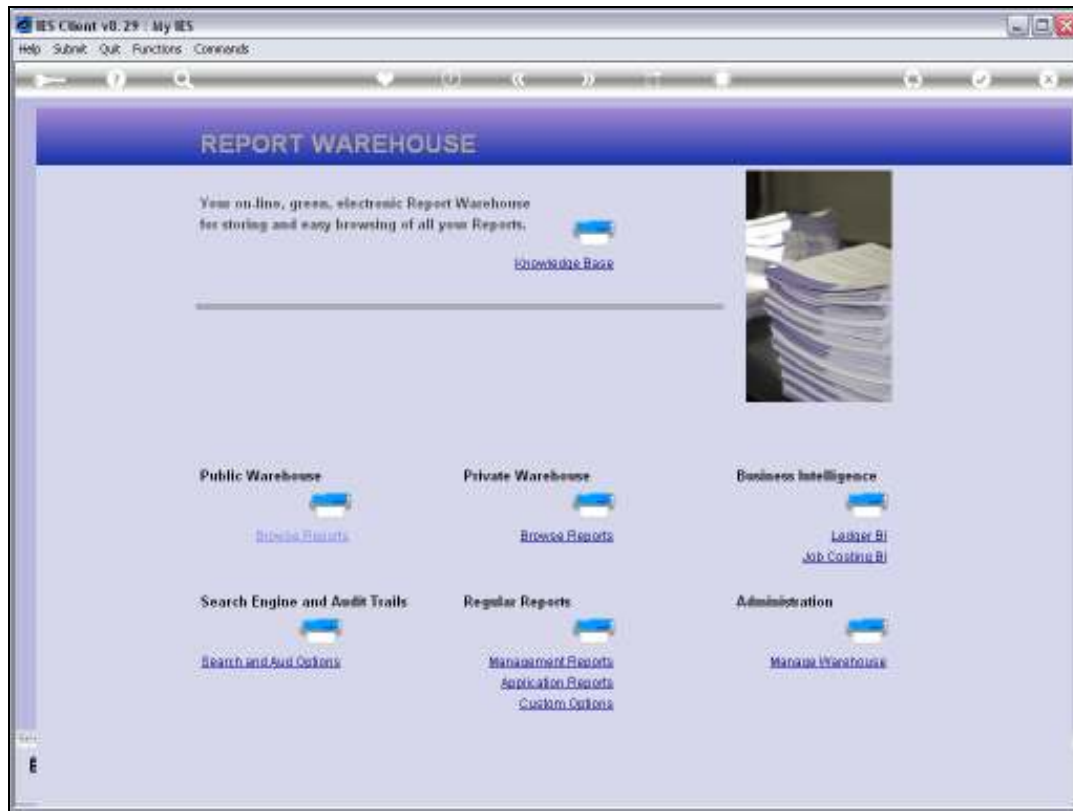 IES Client v8.29 : My IES
Help Submit Quit Functions Commands
REPORT WAREHOUSE
Your on-line, green, electronic Report Warehouse
for storing and easy browsing of all your Reports.
Knowledge Base
Public Warehouse Private Warehouse Business Intelligence
Browse Reports Browse Reports Ledger BI
Job Costing BI
Search Engine and Audit Trails Regular Reports Administration
Search and Aud Options Management Reports Manage Warehouse
Application Reports
Custom Options